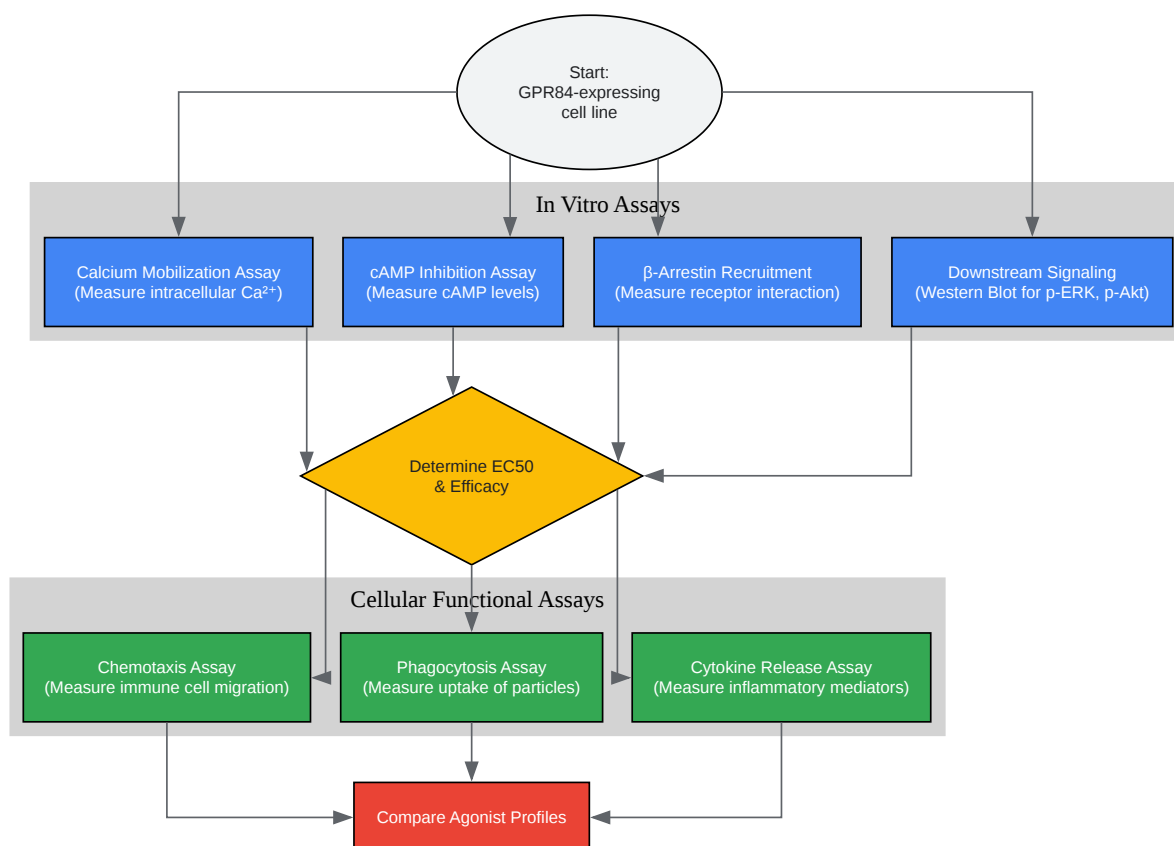 Start:
GPR84-expressing
cell line
In Vitro Assays
Calcium Mobilization Assay
(Measure intracellular Ca²⁺)
cAMP Inhibition Assay
(Measure cAMP levels)
β-Arrestin Recruitment
(Measure receptor interaction)
Downstream Signaling
(Western Blot for p-ERK, p-Akt)
Determine EC50
& Efficacy
Cellular Functional Assays
Chemotaxis Assay
(Measure immune cell migration)
Phagocytosis Assay
(Measure uptake of particles)
Cytokine Release Assay
(Measure inflammatory mediators)
Compare Agonist Profiles